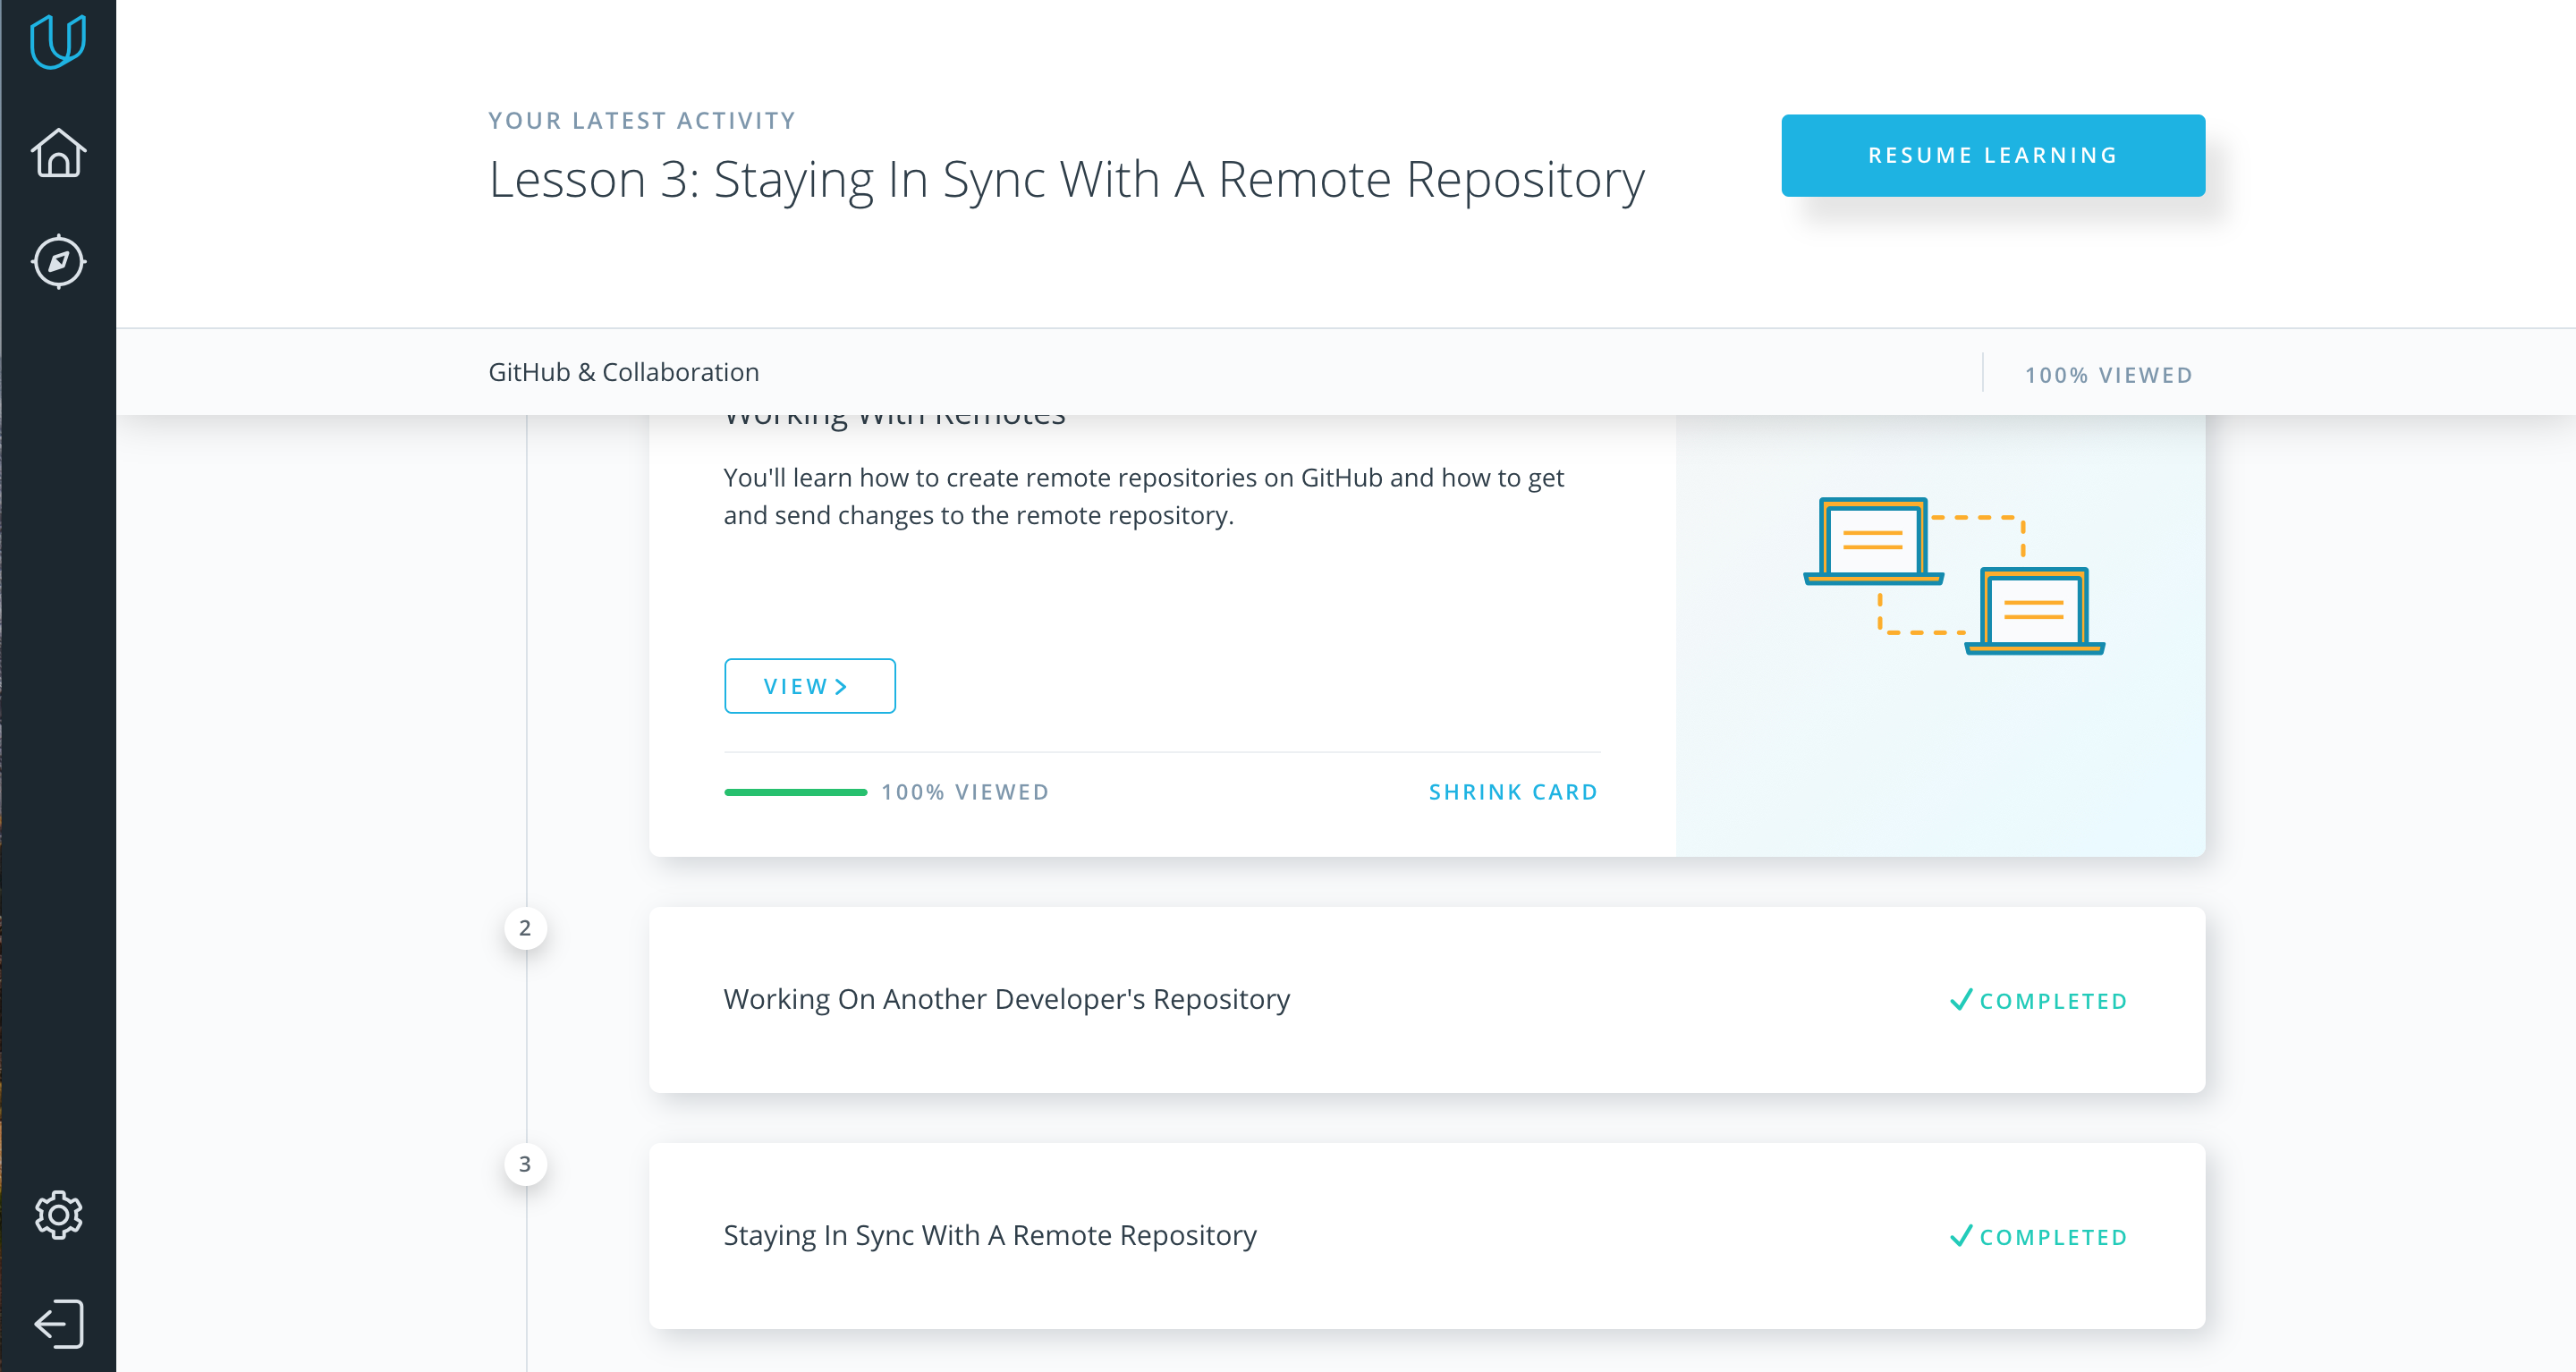 YOUR LATEST ACTIVITY
Lesson 3: Staying In Sync With A Remote Repository
RESUME LEARNING
GitHub & Collaboration
100% VIEWED
Working With Remotes
You'll learn how to create remote repositories on GitHub and how to get
and send changes to the remote repository.
VIEW
100% VIEWED
SHRINK CARD
2
Working On Another Developer's Repository
COMPLETED
3
Staying In Sync With A Remote Repository
COMPLETED